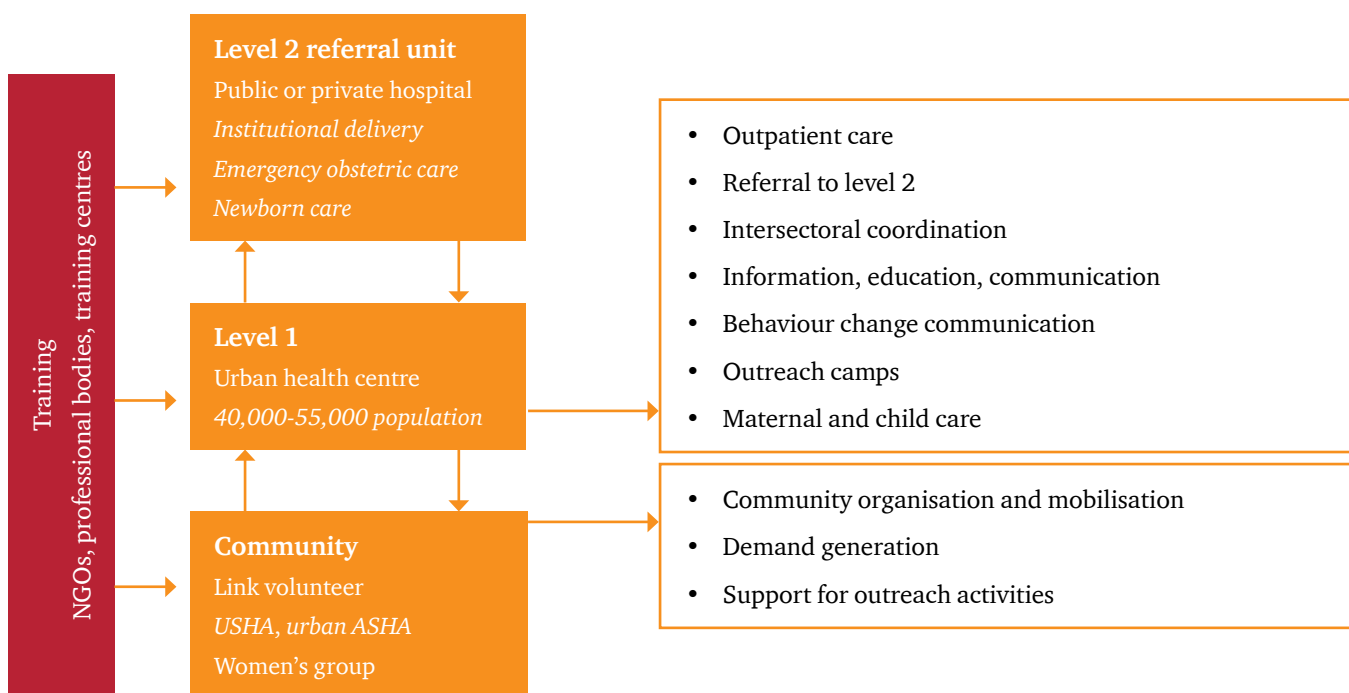 Training
NGOs, professional bodies, training centres
Level 2 referral unit
Public or private hospital
Institutional delivery
Emergency obstetric care
Newborn care
Level 1
Urban health centre
40,000-55,000 population
Community
Link volunteer
USHA, urban ASHA
Women’s group
• Outpatient care
• Referral to level 2
• Intersectoral coordination
• Information, education, communication
• Behaviour change communication
• Outreach camps
• Maternal and child care
• Community organisation and mobilisation
• Demand generation
• Support for outreach activities